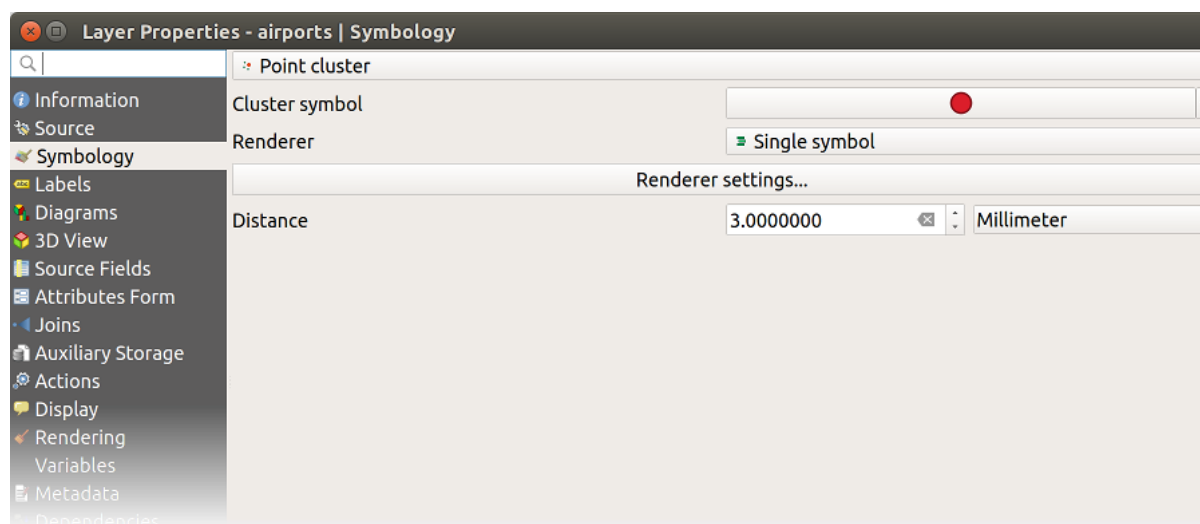 Layer Properties - airports | Symbology
Point cluster
Information
Cluster symbol
Source
Renderer
Single symbol
Symbology
Labels
Renderer settings...
Diagrams
Distance
3.0000000
Millimeter
3D View
Source Fields
Attributes Form
Joins
Auxiliary Storage
Actions
Display
Rendering
Variables
Metadata
Dependencies